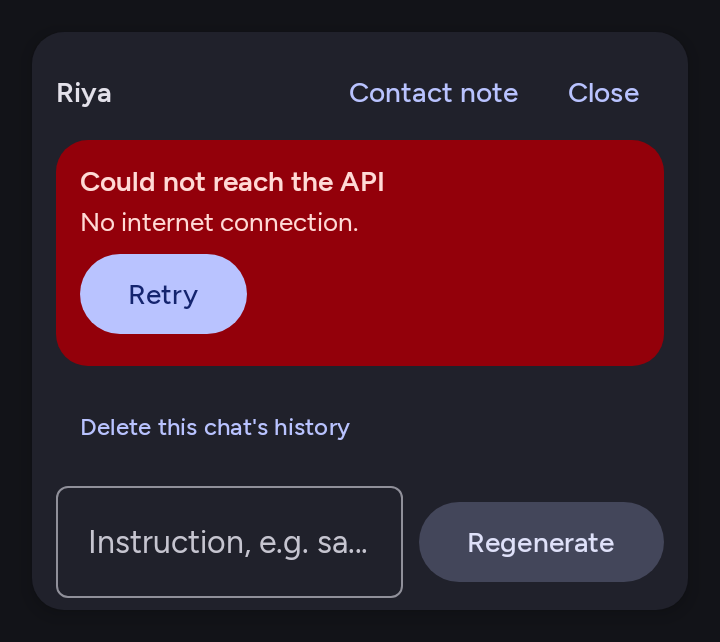 Riya
Contact note
Close
Could not reach the API
No internet connection.
Retry
Delete this chat's history
Instruction, e.g. sa...
Regenerate